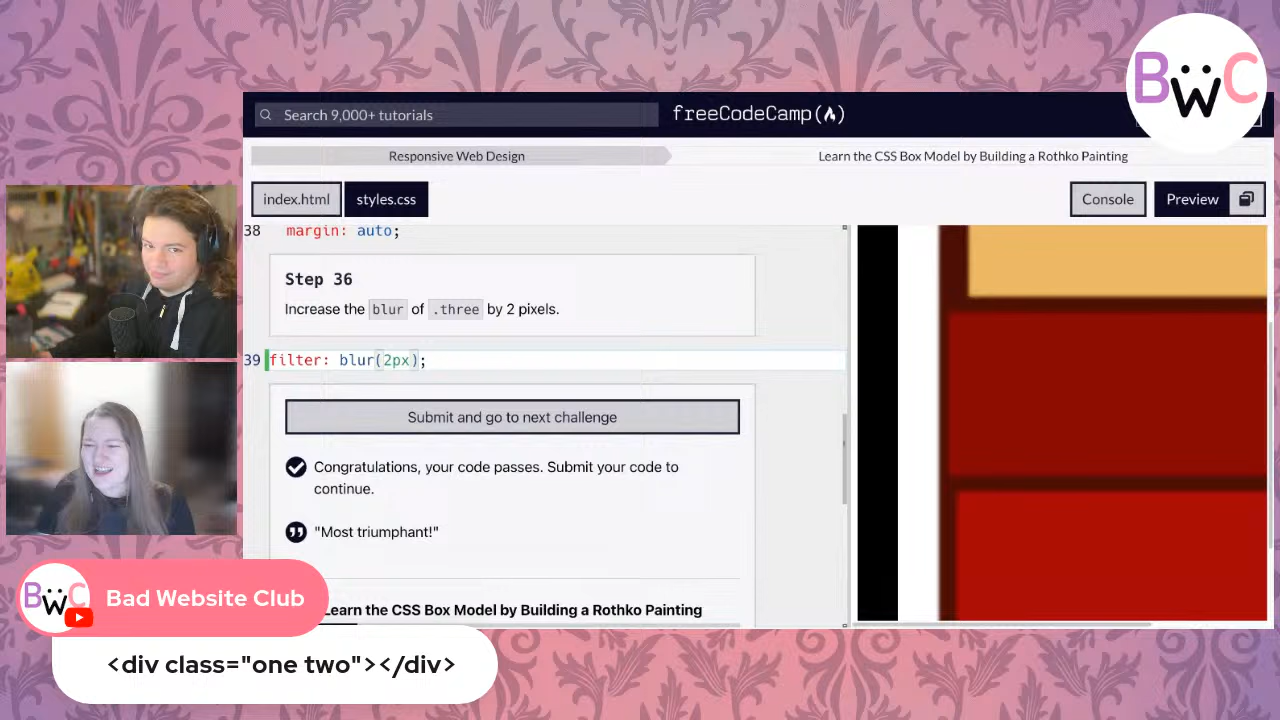 BWC
Search 9,000+ tutorials
freeCodeCamp(🔥)
Responsive Web Design
Learn the CSS Box Model by Building a Rothko Painting
index.html
styles.css
Console
Preview
38 margin: auto;
Step 36
Increase the blur of .three by 2 pixels.
39 filter: blur(2px);
Submit and go to next challenge
Congratulations, your code passes. Submit your code to
continue.
"Most triumphant!"
Learn the CSS Box Model by Building a Rothko Painting
BWC
Bad Website Club
<div class="one two"></div>